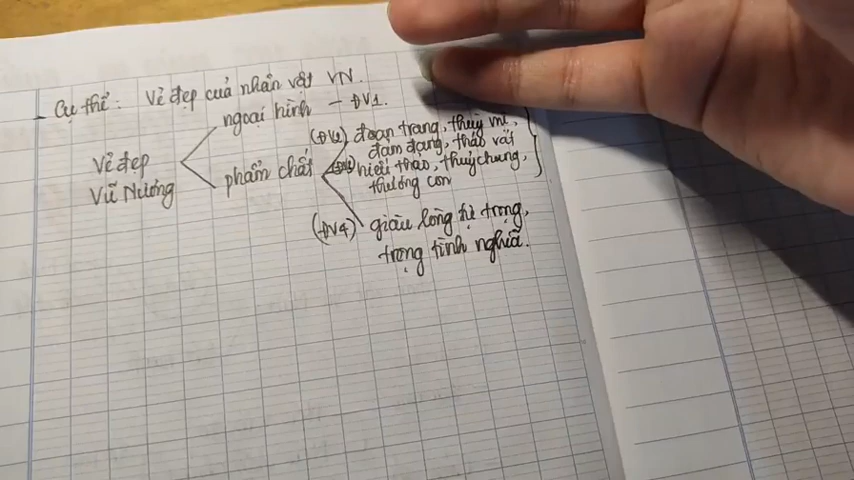 Cụ thể: Vẻ đẹp của nhân vật VN.
ngoại hình - ĐV1.
Vẻ đẹp
Vũ Nương
phẩm chất
(ĐV2) đoan trang, thùy mị,
đảm đang, tháo vát
(ĐV3) hiếu thảo, thuỷ chung,
thương con
(ĐV4) giàu lòng tự trọng,
trọng tình nghĩa.